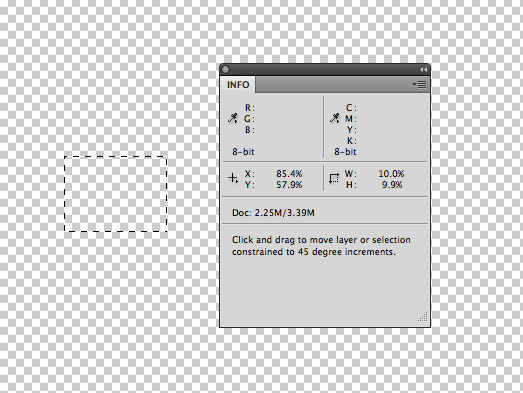 INFO
R: C:
G: M:
B: Y:
K:
8-bit 8-bit
X: 85.4% W: 10.0%
Y: 57.9% H: 9.9%
Doc: 2.25M/3.39M
Click and drag to move layer or selection
constrained to 45 degree increments.